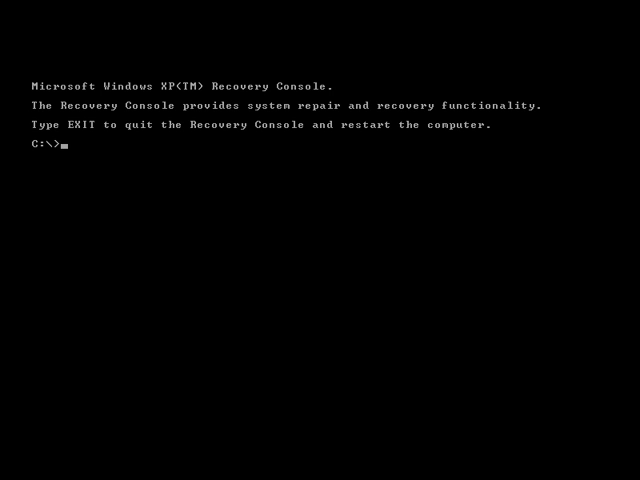 Microsoft Windows XP(TM) Recovery Console.
The Recovery Console provides system repair and recovery functionality.
Type EXIT to quit the Recovery Console and restart the computer.
C:\>